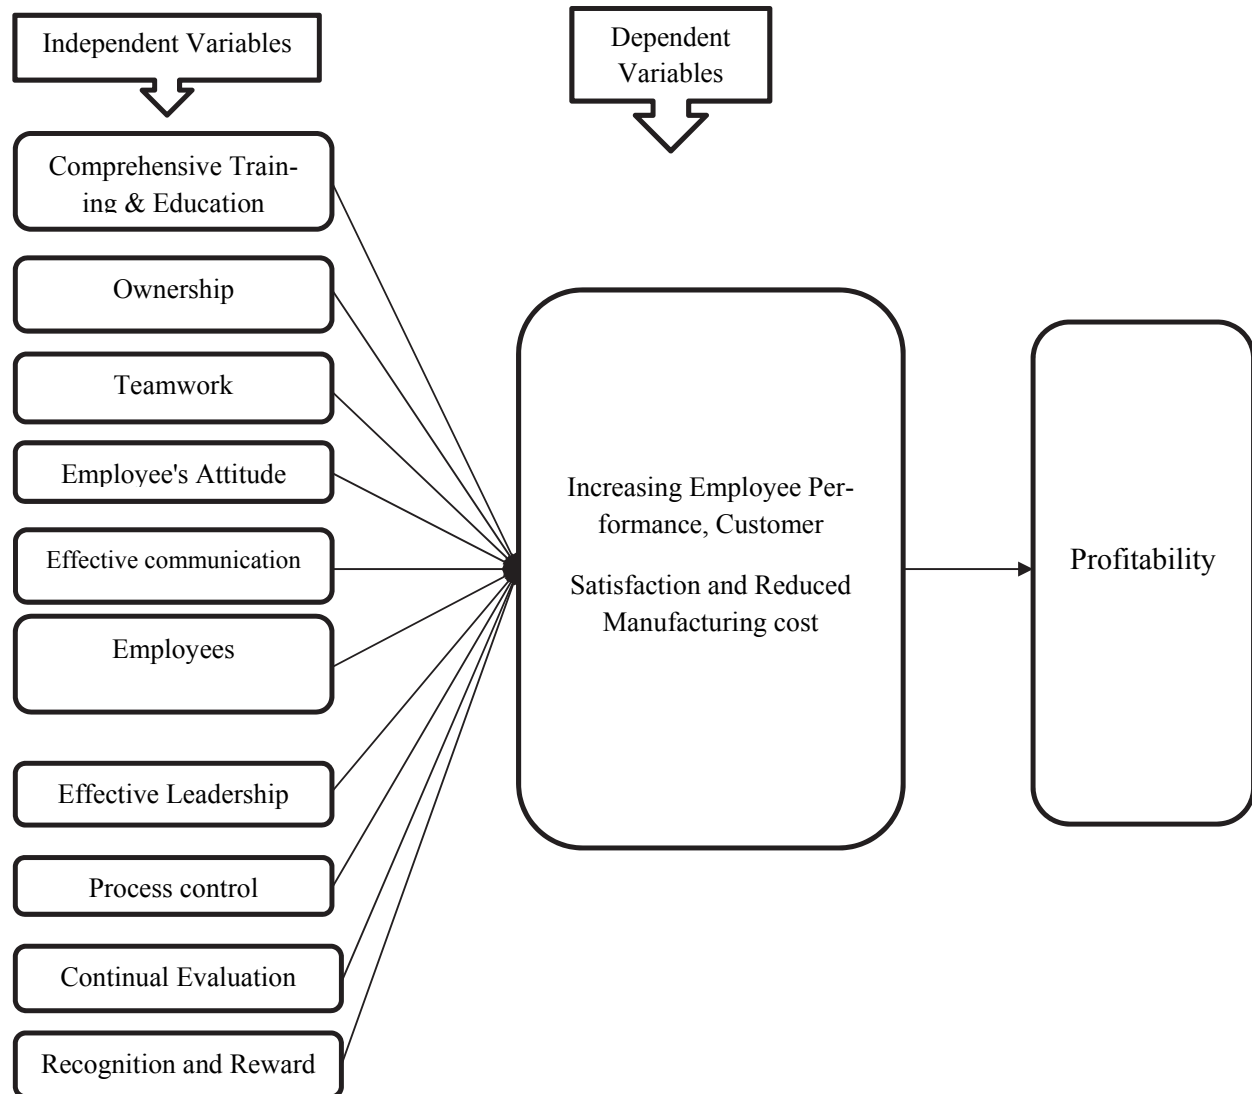 Independent Variables
Dependent
Variables
Comprehensive Train-
ing & Education
Ownership
Teamwork
Employee's Attitude
Effective communication
Employees
Effective Leadership
Process control
Continual Evaluation
Recognition and Reward
Increasing Employee Per-
formance, Customer
Satisfaction and Reduced
Manufacturing cost
Profitability